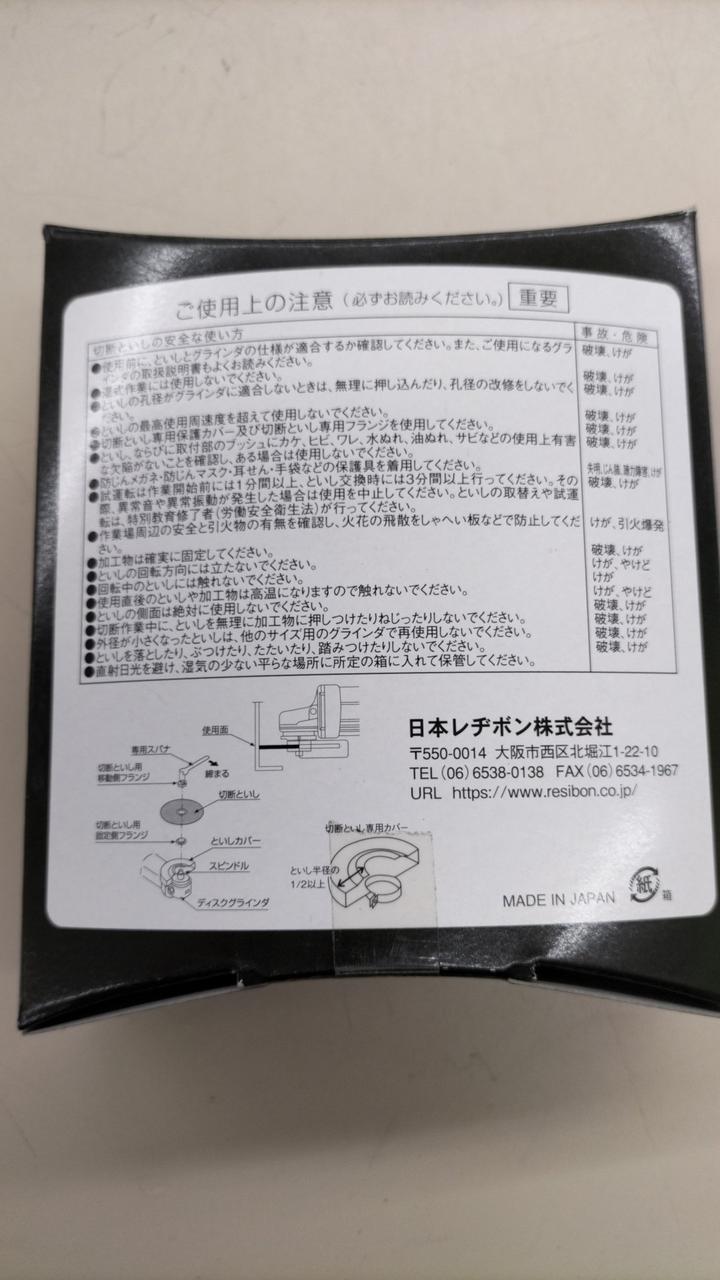 ご使用上の注意（必ずお読みください。） 重要
切断といしの安全な使い方 事故・危険
●使用前に、といしとグラインダの仕様が適合するか確認してください。また、ご使用になるグラ 破壊、けが
インダの取扱説明書もよくお読みください。
●湿式作業には使用しないでください。 破壊、けが
●といしの孔径がグラインダに適合しないときは、無理に押し込んだり、孔径の改修をしないでく 破壊、けが
ださい。
●といしの最高使用周速度を超えて使用しないでください。 破壊、けが
●切断といし専用保護カバー及び切断といし専用フランジを使用してください。 破壊、けが
●といし、ならびに取付部のブッシュにカケ、ヒビ、ワレ、水ぬれ、油ぬれ、サビなどの使用上有害 破壊、けが
な欠陥がないことを確認し、ある場合は使用しないでください。
●防じんメガネ・防じんマスク・耳せん・手袋などの保護具を着用してください。 失明、じん肺、聴力障害、けが
●試運転は作業開始前には1分間以上、といし交換時には3分間以上行ってください。その 破壊、けが
際、異常音や異常振動が発生した場合は使用を中止してください。といしの取替えや試運
転は、特別教育修了者（労働安全衛生法）が行ってください。
●作業場周辺の安全と引火物の有無を確認し、火花の飛散をしゃへい板などで防止してくだ けが、引火爆発
さい。
●加工物は確実に固定してください。 破壊、けが
●といしの回転方向には立たないでください。 けが、やけど
●回転中のといしには触れないでください。 けが
●使用直後のといしや加工物は高温になりますので触れないでください。 けが、やけど
●といしの側面は絶対に使用しないでください。 破壊、けが
●切断作業中に、といしを無理に加工物に押しつけたりねじったりしないでください。 破壊、けが
●外径が小さくなったといしは、他のサイズ用のグラインダで再使用しないでください。 破壊、けが
●といしを落としたり、ぶつけたり、たたいたり、踏みつけたりしないでください。 破壊、けが
●直射日光を避け、湿気の少ない平らな場所に所定の箱に入れて保管してください。
使用面
専用スパナ
締まる
切断といし用
移動側フランジ
切断といし
切断といし用
固定側フランジ
といしカバー
スピンドル
ディスクグラインダ
切断といし専用カバー
といし半径の
1/2以上
日本レヂボン株式会社
〒550-0014 大阪市西区北堀江1-22-10
TEL（06）6538-0138 FAX（06）6534-1967
URL https://www.resibon.co.jp/
MADE IN JAPAN
紙 箱